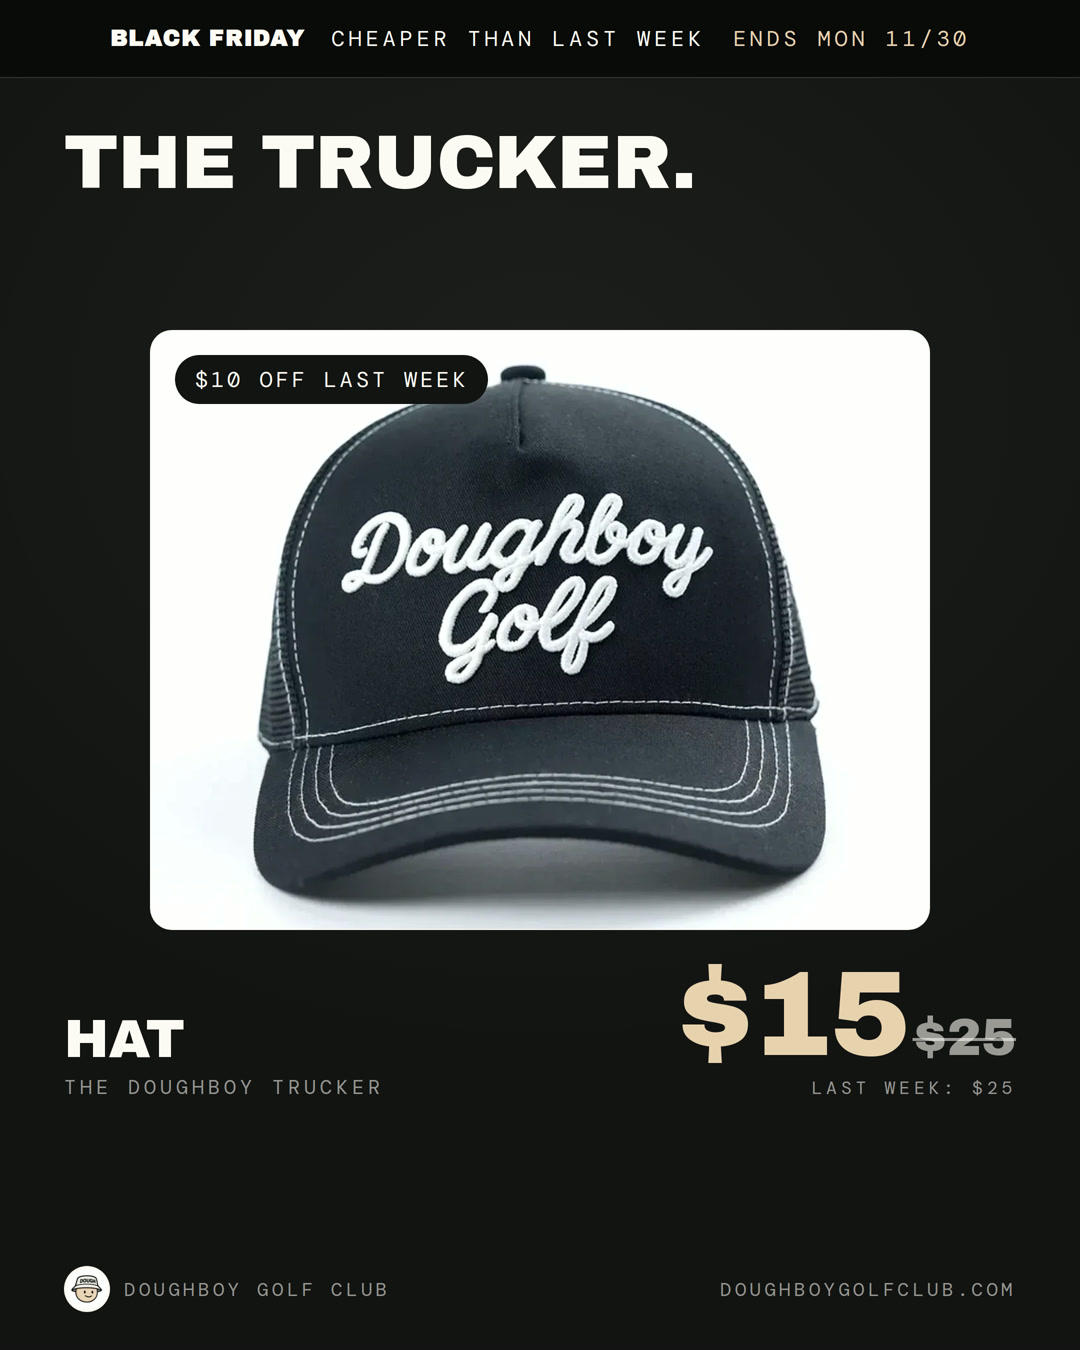 BLACK FRIDAY CHEAPER THAN LAST WEEK ENDS MON 11/30
THE TRUCKER.
$10 OFF LAST WEEK
Doughboy
Golf
$15 $25
HAT
THE DOUGHBOY TRUCKER
LAST WEEK: $25
DOUGH
DOUGHBOY GOLF CLUB
DOUGHBOYGOLFCLUB.COM